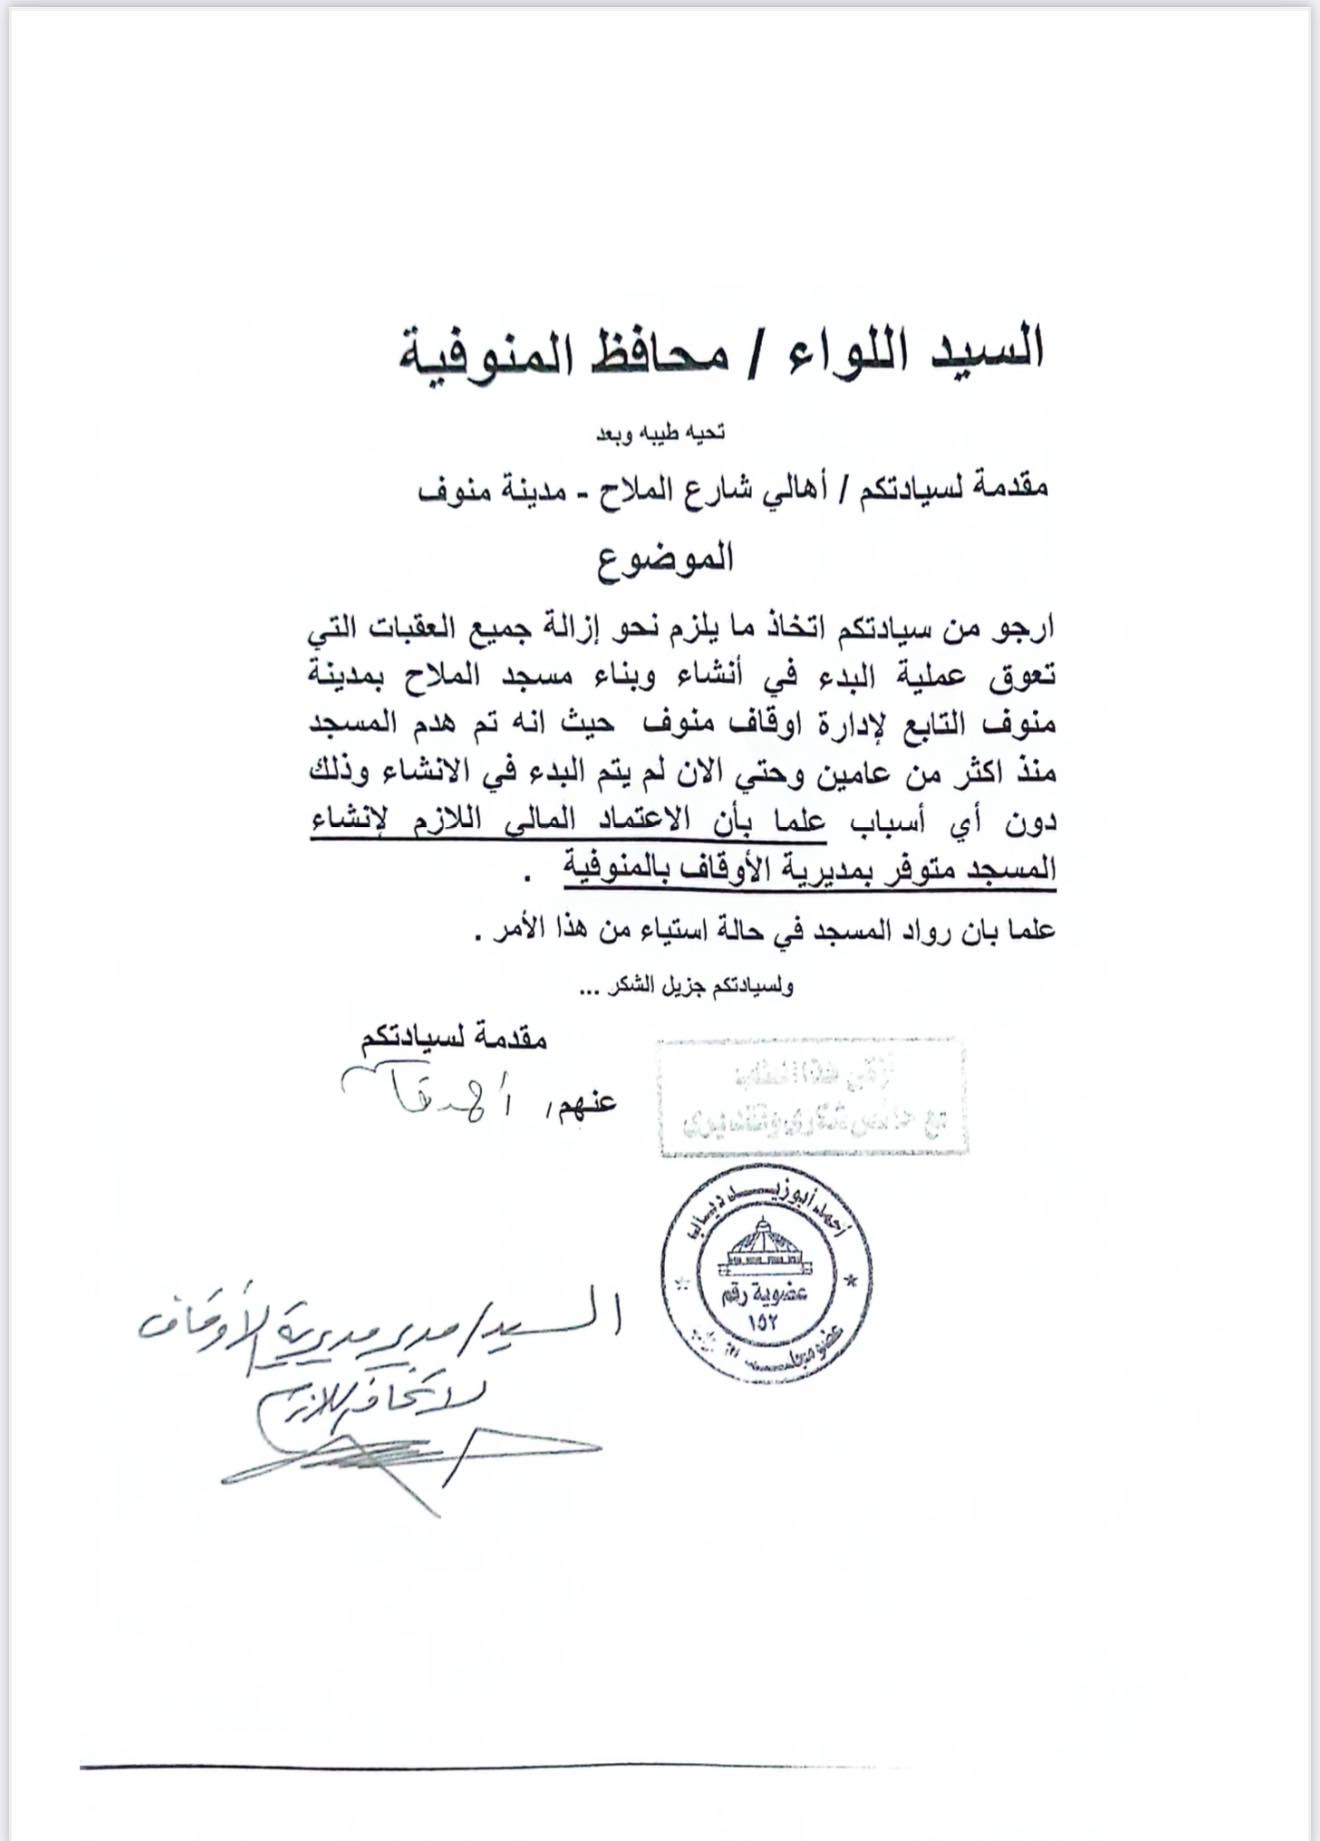 السيد اللواء / محافظ المنوفية
تحيه طيبه وبعد
مقدمة لسيادتكم / أهالي شارع الملاح - مدينة منوف
الموضوع
ارجو من سيادتكم اتخاذ ما يلزم نحو إزالة جميع العقبات التي
تعوق عملية البدء في أنشاء وبناء مسجد الملاح بمدينة
منوف التابع لإدارة اوقاف منوف حيث انه تم هدم المسجد
منذ اكثر من عامين وحتي الان لم يتم البدء في الانشاء وذلك
دون أي أسباب علما بأن الاعتماد المالي اللازم لإنشاء
المسجد متوفر بمديرية الأوقاف بالمنوفية .
علما بان رواد المسجد في حالة استياء من هذا الأمر .
ولسيادتكم جزيل الشكر ...
مقدمة لسيادتكم
عنهم/ أحمد
أحمد أبوزيد
عضوية رقم
١٥٢
عضو مجلس
السيد/ مدير مديرية الأوقاف
لاتخاذ اللازم